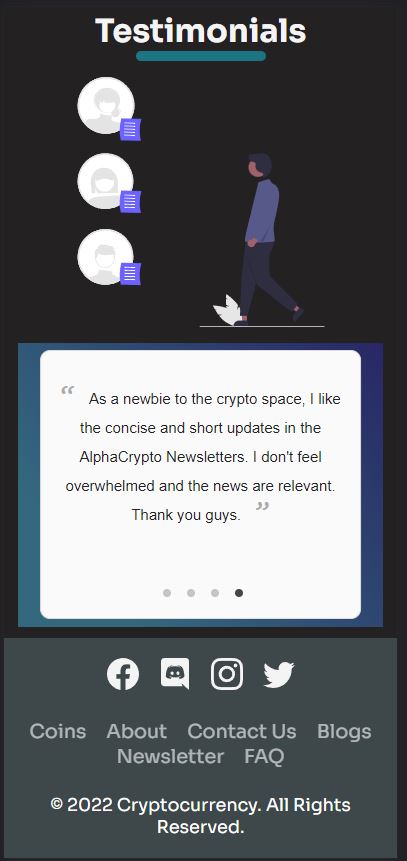 Testimonials
“ As a newbie to the crypto space, I like
the concise and short updates in the
AlphaCrypto Newsletters. I don't feel
overwhelmed and the news are relevant.
Thank you guys. ”
Coins About Contact Us Blogs
Newsletter FAQ
© 2022 Cryptocurrency. All Rights
Reserved.